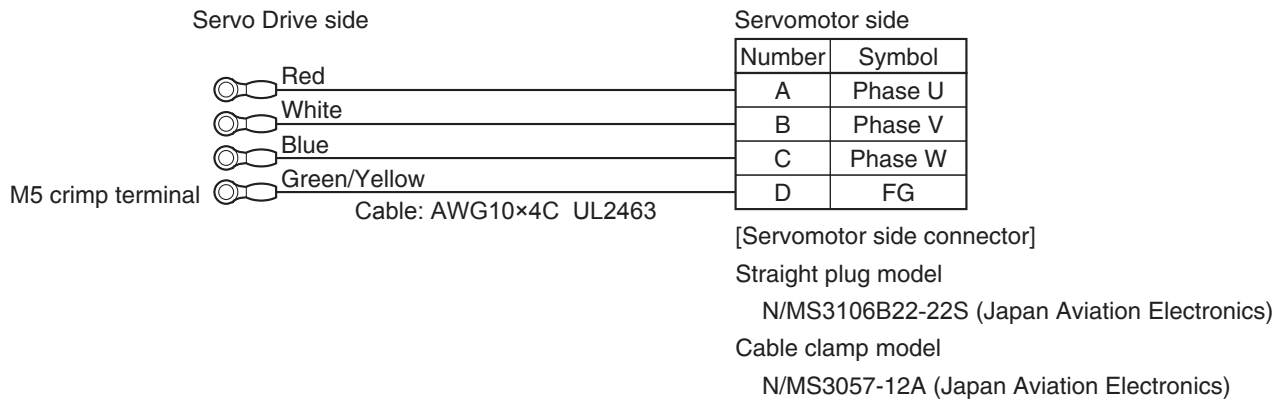 Servo Drive side
Servomotor side
Number Symbol
Red
A Phase U
White
B Phase V
Blue
C Phase W
M5 crimp terminal Green/Yellow
D FG
Cable: AWG10×4C UL2463
[Servomotor side connector]
Straight plug model
N/MS3106B22-22S (Japan Aviation Electronics)
Cable clamp model
N/MS3057-12A (Japan Aviation Electronics)